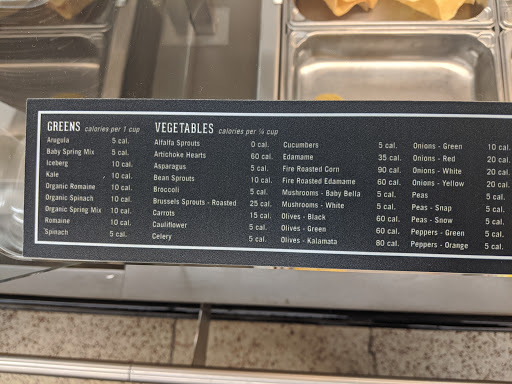 GREENS calories per 1 cup
Arugula 5 cal.
Baby Spring Mix 5 cal.
Iceberg 10 cal.
Kale 10 cal.
Organic Romaine 10 cal.
Organic Spinach 10 cal.
Organic Spring Mix 10 cal.
Romaine 10 cal.
Spinach 5 cal.
VEGETABLES calories per ¼ cup
Alfalfa Sprouts 0 cal.
Artichoke Hearts 60 cal.
Asparagus 5 cal.
Bean Sprouts 10 cal.
Broccoli 5 cal.
Brussels Sprouts - Roasted 25 cal.
Carrots 15 cal.
Cauliflower 5 cal.
Celery 5 cal.
Cucumbers 5 cal.
Edamame 35 cal.
Fire Roasted Corn 90 cal.
Fire Roasted Edamame 60 cal.
Mushrooms - Baby Bella 5 cal.
Mushrooms - White 5 cal.
Olives - Black 60 cal.
Olives - Green 60 cal.
Olives - Kalamata 80 cal.
Onions - Green 10 cal.
Onions - Red 20 cal.
Onions - White 20 cal.
Onions - Yellow 20 cal.
Peas 5 cal.
Peas - Snap 5 cal.
Peas - Snow 5 cal.
Peppers - Green 5 cal.
Peppers - Orange 5 cal.